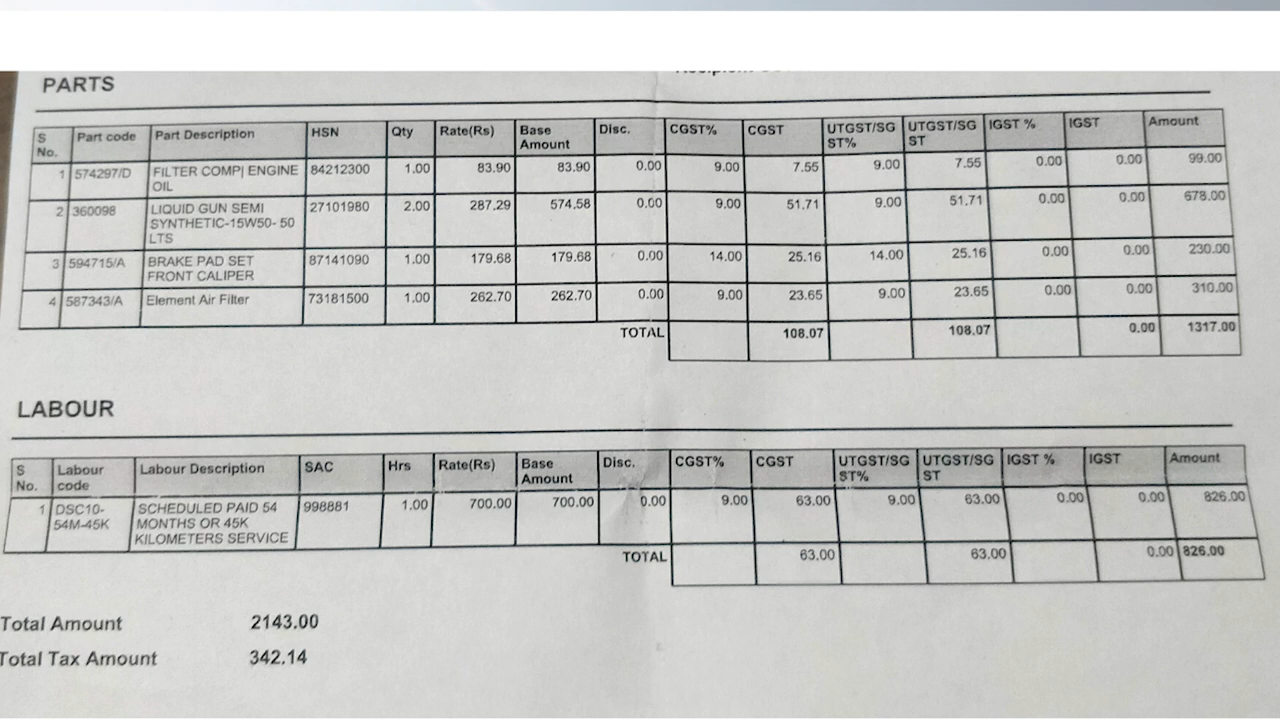 PARTS
S No. Part code Part Description HSN Qty Rate(Rs) Base Amount Disc. CGST% CGST UTGST/SG ST% UTGST/SG ST IGST % IGST Amount
1 574297/D FILTER COMP| ENGINE OIL 84212300 1.00 83.90 83.90 0.00 9.00 7.55 9.00 7.55 0.00 0.00 99.00
2 360098 LIQUID GUN SEMI SYNTHETIC-15W50- 50 LTS 27101980 2.00 287.29 574.58 0.00 9.00 51.71 9.00 51.71 0.00 0.00 678.00
3 594715/A BRAKE PAD SET FRONT CALIPER 87141090 1.00 179.68 179.68 0.00 14.00 25.16 14.00 25.16 0.00 0.00 230.00
4 587343/A Element Air Filter 73181500 1.00 262.70 262.70 0.00 9.00 23.65 9.00 23.65 0.00 0.00 310.00
TOTAL 108.07 108.07 0.00 1317.00
LABOUR
S No. Labour code Labour Description SAC Hrs Rate(Rs) Base Amount Disc. CGST% CGST UTGST/SG ST% UTGST/SG ST IGST % IGST Amount
1 DSC10-54M-45K SCHEDULED PAID 54 MONTHS OR 45K KILOMETERS SERVICE 998881 1.00 700.00 700.00 0.00 9.00 63.00 9.00 63.00 0.00 0.00 826.00
TOTAL 63.00 63.00 0.00 826.00
Total Amount 2143.00
Total Tax Amount 342.14